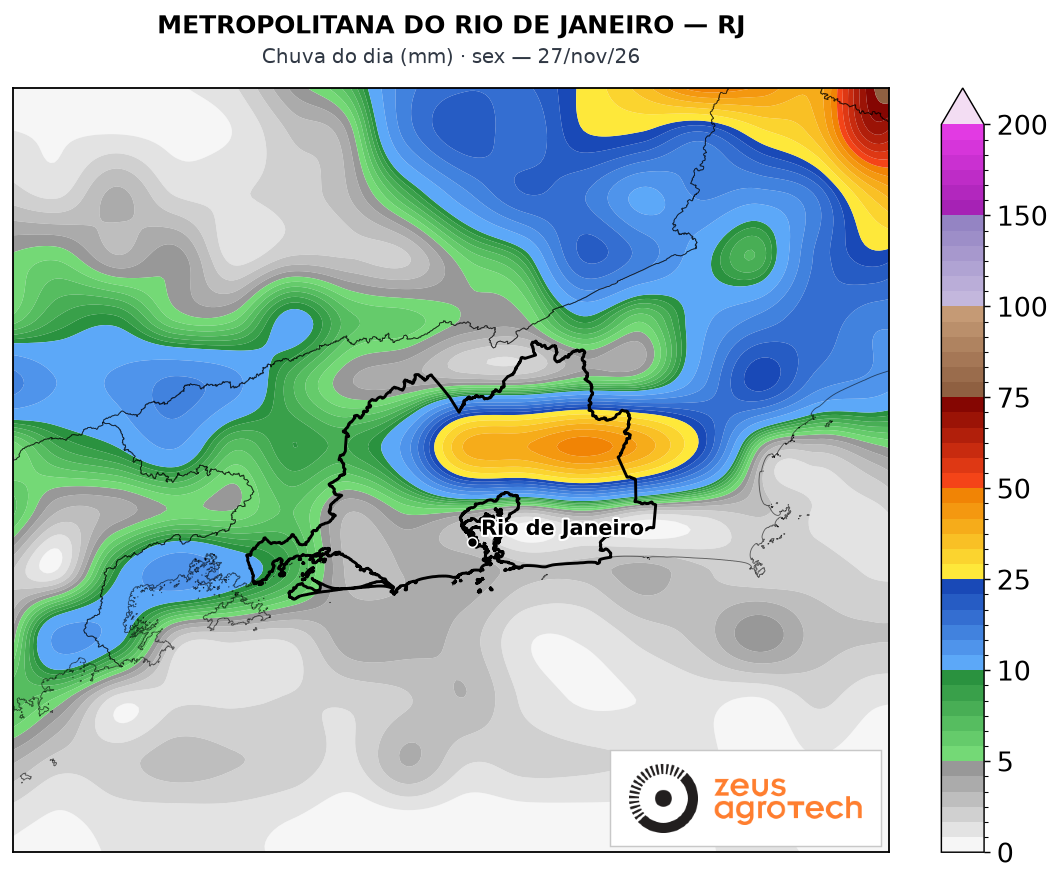 METROPOLITANA DO RIO DE JANEIRO — RJ
Chuva do dia (mm) · sex — 27/nov/26
200
150
100
75
50
25
10
5
0
Rio de Janeiro
zeus
agrotech